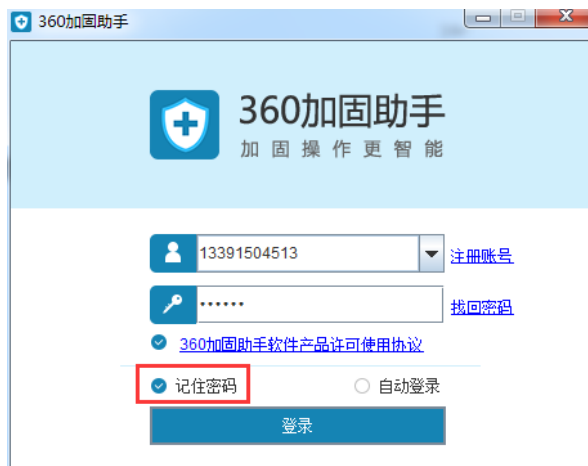 360加固助手
360加固助手
加固操作更智能
13391504513
注册账号
••••••
找回密码
360加固助手软件产品许可使用协议
记住密码 自动登录
登录